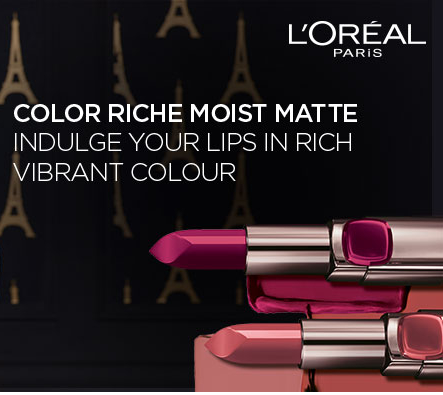 L'ORÉAL
PARiS
COLOR RICHE MOIST MATTE
INDULGE YOUR LIPS IN RICH
VIBRANT COLOUR